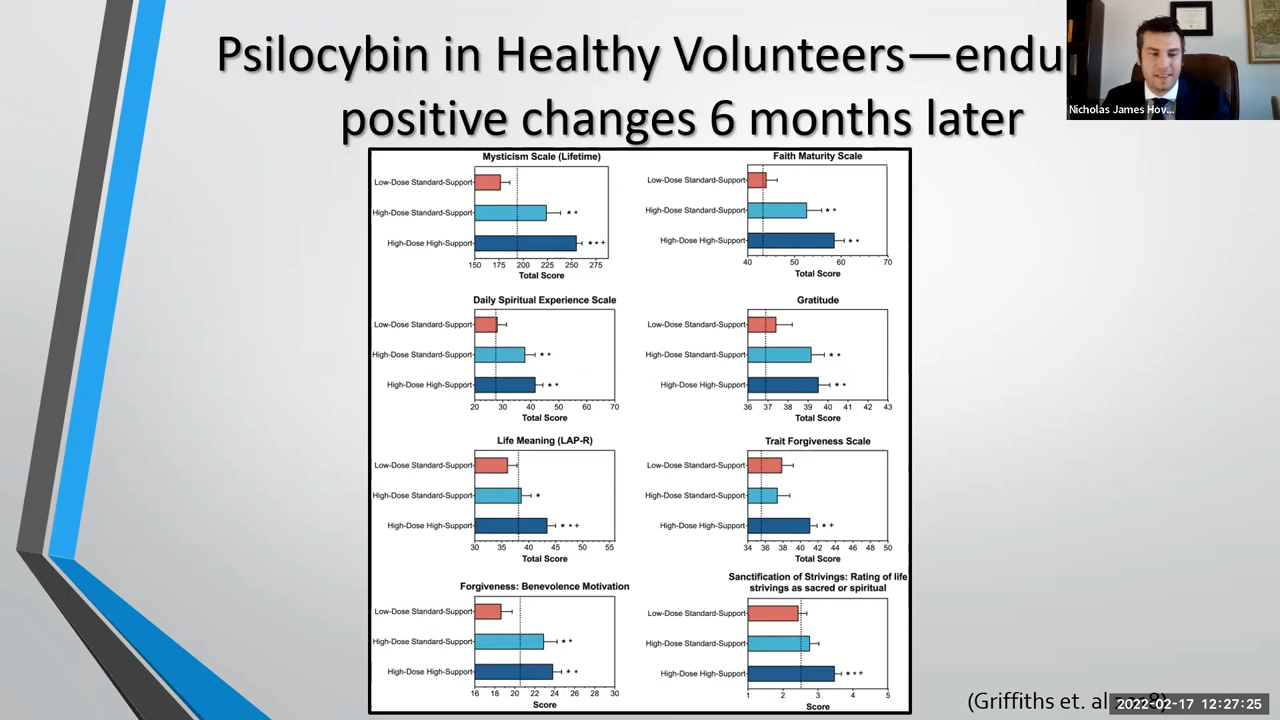 Psilocybin in Healthy Volunteers—endu
positive changes 6 months later
Nicholas James Hov...
Mysticism Scale (Lifetime)
Low-Dose Standard-Support
High-Dose Standard-Support
**
High-Dose High-Support
**+
150 175 200 225 250 275
Total Score
Faith Maturity Scale
Low-Dose Standard-Support
High-Dose Standard-Support
**
High-Dose High-Support
**
40 50 60 70
Total Score
Daily Spiritual Experience Scale
Low-Dose Standard-Support
High-Dose Standard-Support
**
High-Dose High-Support
**
20 30 40 50 60 70
Total Score
Gratitude
Low-Dose Standard-Support
High-Dose Standard-Support
**
High-Dose High-Support
**
36 37 38 39 40 41 42 43
Total Score
Life Meaning (LAP-R)
Low-Dose Standard-Support
High-Dose Standard-Support
*
High-Dose High-Support
**+
30 35 40 45 50 55
Total Score
Trait Forgiveness Scale
Low-Dose Standard-Support
High-Dose Standard-Support
High-Dose High-Support
*+
34 36 38 40 42 44 46 48 50
Total Score
Forgiveness: Benevolence Motivation
Low-Dose Standard-Support
High-Dose Standard-Support
**
High-Dose High-Support
**
16 18 20 22 24 26 28 30
Score
Sanctification of Strivings: Rating of life
strivings as sacred or spiritual
Low-Dose Standard-Support
High-Dose Standard-Support
High-Dose High-Support
**+
1 2 3 4 5
Score
(Griffiths et. al
2022-02-17 12:27:25